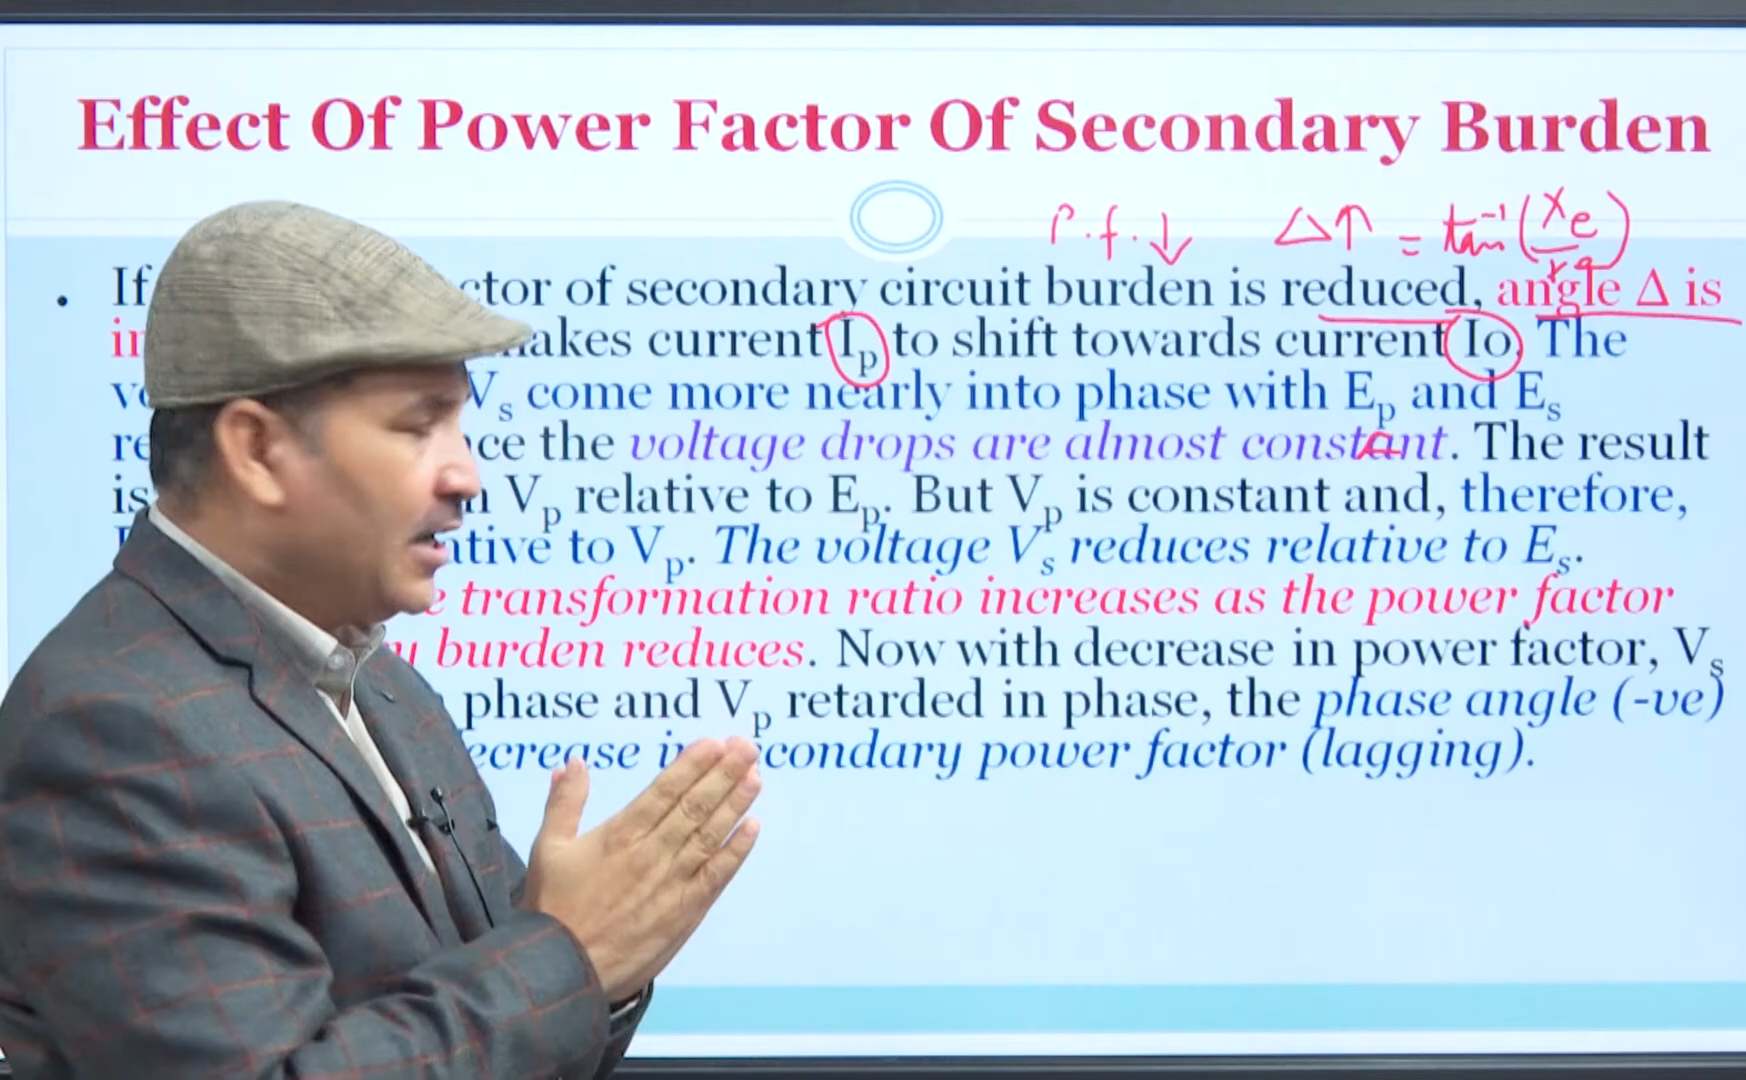 Effect Of Power Factor Of Secondary Burden
P.f.↓ Δ↑ = tan⁻¹(Xe
• If ctor of secondary circuit burden is reduced, angle Δ is
in akes current Ip to shift towards current Io. The
Vs come more nearly into phase with Ep and Es
re ce the voltage drops are almost constant. The result
is Vp relative to Ep. But Vp is constant and, therefore,
ative to Vp. The voltage Vs reduces relative to Es.
e transformation ratio increases as the power factor
y burden reduces. Now with decrease in power factor, Vs
phase and Vp retarded in phase, the phase angle (-ve)
ecrease in secondary power factor (lagging).